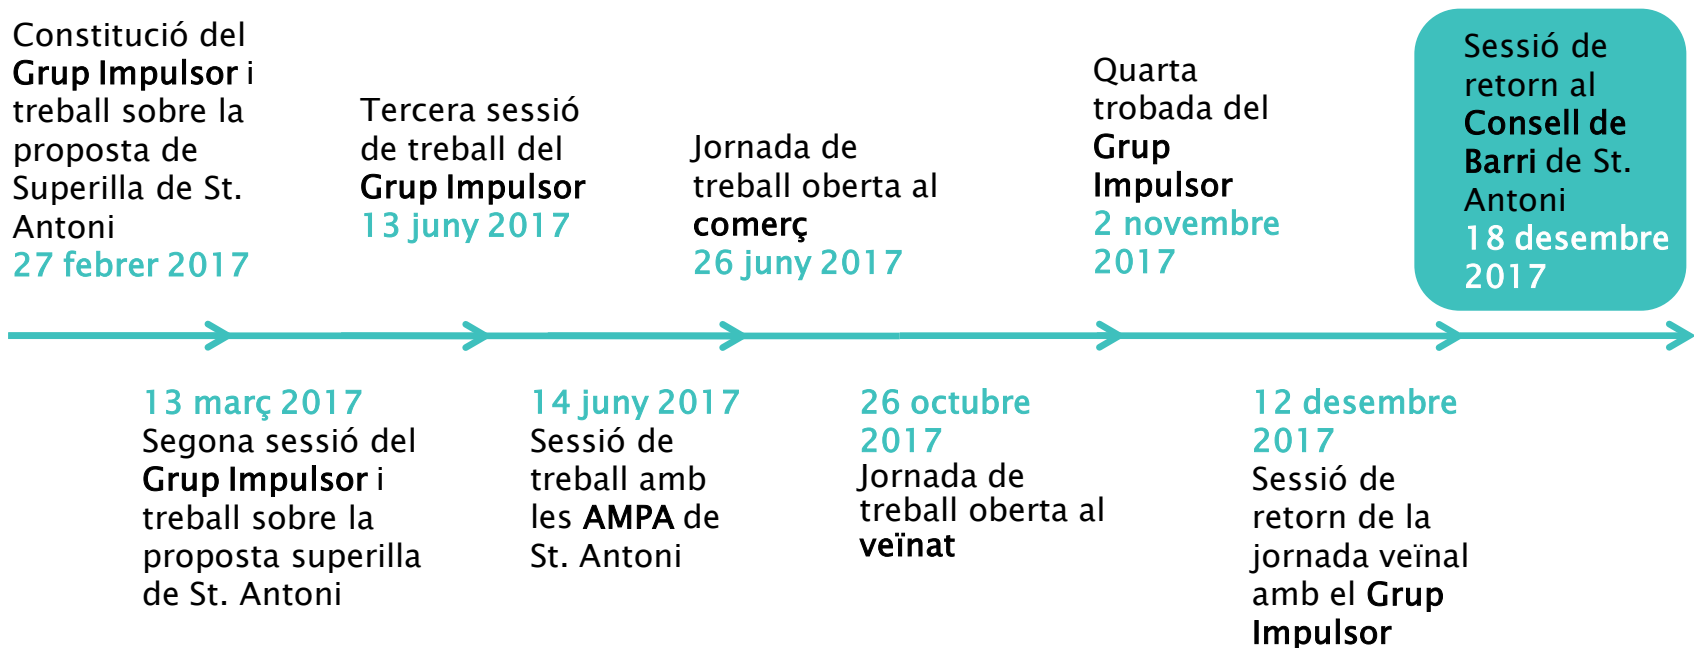 Constitució del
Grup Impulsor i
treball sobre la
proposta de
Superilla de St.
Antoni
27 febrer 2017
13 març 2017
Segona sessió del
Grup Impulsor i
treball sobre la
proposta superilla
de St. Antoni
Tercera sessió
de treball del
Grup Impulsor
13 juny 2017
14 juny 2017
Sessió de
treball amb
les AMPA de
St. Antoni
Jornada de
treball oberta al
comerç
26 juny 2017
26 octubre
2017
Jornada de
treball oberta al
veïnat
Quarta
trobada del
Grup
Impulsor
2 novembre
2017
12 desembre
2017
Sessió de
retorn de la
jornada veïnal
amb el Grup
Impulsor
Sessió de
retorn al
Consell de
Barri de St.
Antoni
18 desembre
2017